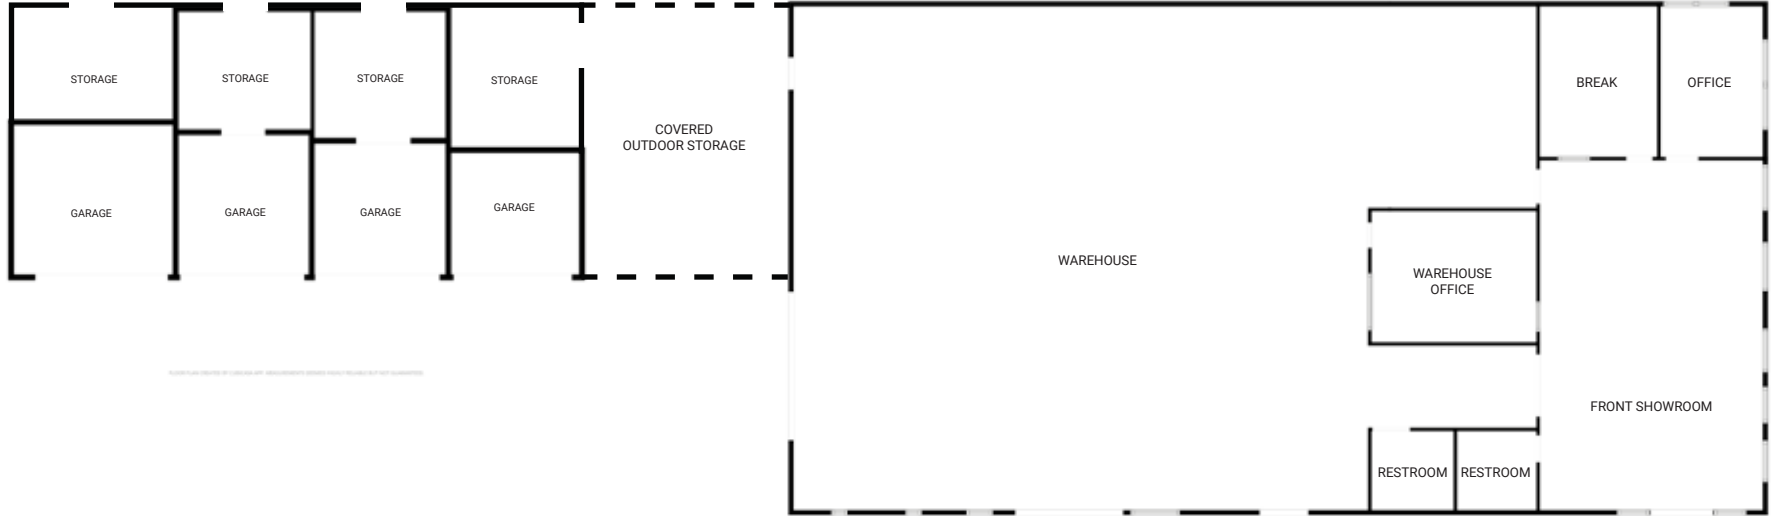 STORAGE
STORAGE
STORAGE
STORAGE
BREAK
OFFICE
COVERED
OUTDOOR STORAGE
GARAGE
GARAGE
GARAGE
GARAGE
WAREHOUSE
WAREHOUSE
OFFICE
FRONT SHOWROOM
RESTROOM
RESTROOM